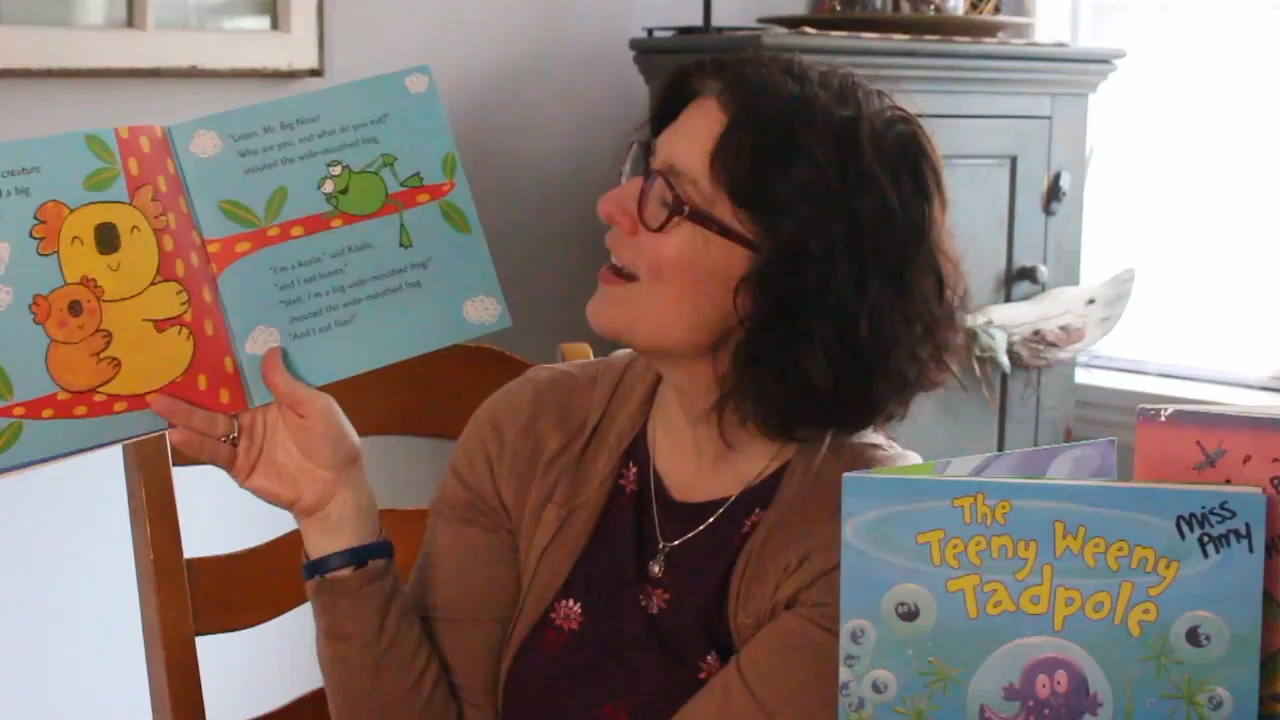 creature
a big
"Listen, Mr. Big Nose!
Who are you, and what do you eat?"
shouted the wide-mouthed frog.
"I'm a koala," said Koala,
"and I eat leaves."
"Well, I'm a big wide-mouthed frog!"
shouted the wide-mouthed frog.
"And I eat flies!"
The
Teeny Weeny
Tadpole
Miss
Amy